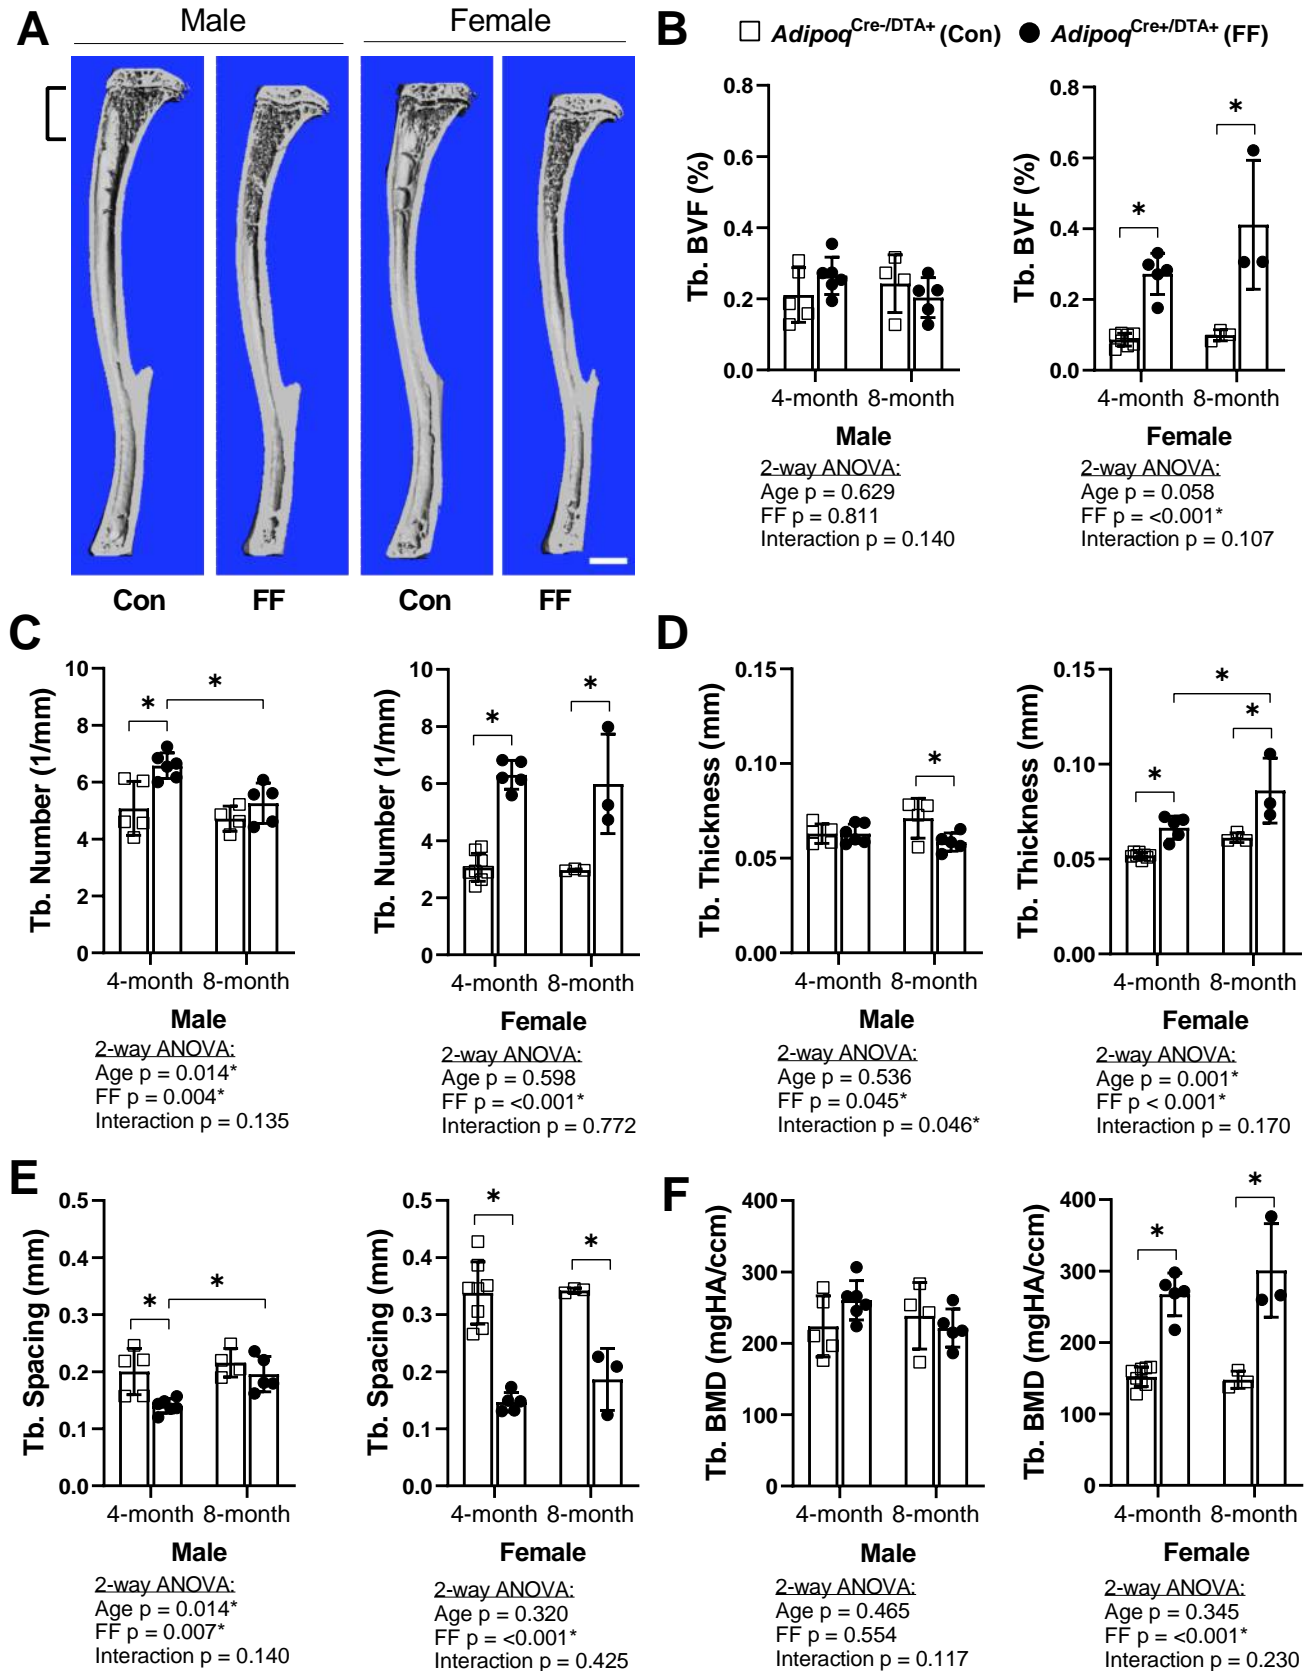 A
Male
Female
Con
FF
Con
FF
B
Adipoq^Cre-/DTA+ (Con)
Adipoq^Cre+/DTA+ (FF)
Tb. BVF (%)
0.8
0.6
0.4
0.2
0.0
4-month 8-month
Male
2-way ANOVA:
Age p = 0.629
FF p = 0.811
Interaction p = 0.140
Tb. BVF (%)
0.8
0.6
0.4
0.2
0.0
*
*
4-month 8-month
Female
2-way ANOVA:
Age p = 0.058
FF p = <0.001*
Interaction p = 0.107
C
Tb. Number (1/mm)
10
8
6
4
2
0
*
*
4-month 8-month
Male
2-way ANOVA:
Age p = 0.014*
FF p = 0.004*
Interaction p = 0.135
Tb. Number (1/mm)
10
8
6
4
2
0
*
*
4-month 8-month
Female
2-way ANOVA:
Age p = 0.598
FF p = <0.001*
Interaction p = 0.772
D
Tb. Thickness (mm)
0.15
0.10
0.05
0.00
*
4-month 8-month
Male
2-way ANOVA:
Age p = 0.536
FF p = 0.045*
Interaction p = 0.046*
Tb. Thickness (mm)
0.15
0.10
0.05
0.00
*
*
*
4-month 8-month
Female
2-way ANOVA:
Age p = 0.001*
FF p < 0.001*
Interaction p = 0.170
E
Tb. Spacing (mm)
0.5
0.4
0.3
0.2
0.1
0.0
*
*
4-month 8-month
Male
2-way ANOVA:
Age p = 0.014*
FF p = 0.007*
Interaction p = 0.140
Tb. Spacing (mm)
0.5
0.4
0.3
0.2
0.1
0.0
*
*
4-month 8-month
Female
2-way ANOVA:
Age p = 0.320
FF p = <0.001*
Interaction p = 0.425
F
Tb. BMD (mgHA/ccm)
400
300
200
100
0
4-month 8-month
Male
2-way ANOVA:
Age p = 0.465
FF p = 0.554
Interaction p = 0.117
Tb. BMD (mgHA/ccm)
400
300
200
100
0
*
*
4-month 8-month
Female
2-way ANOVA:
Age p = 0.345
FF p = <0.001*
Interaction p = 0.230